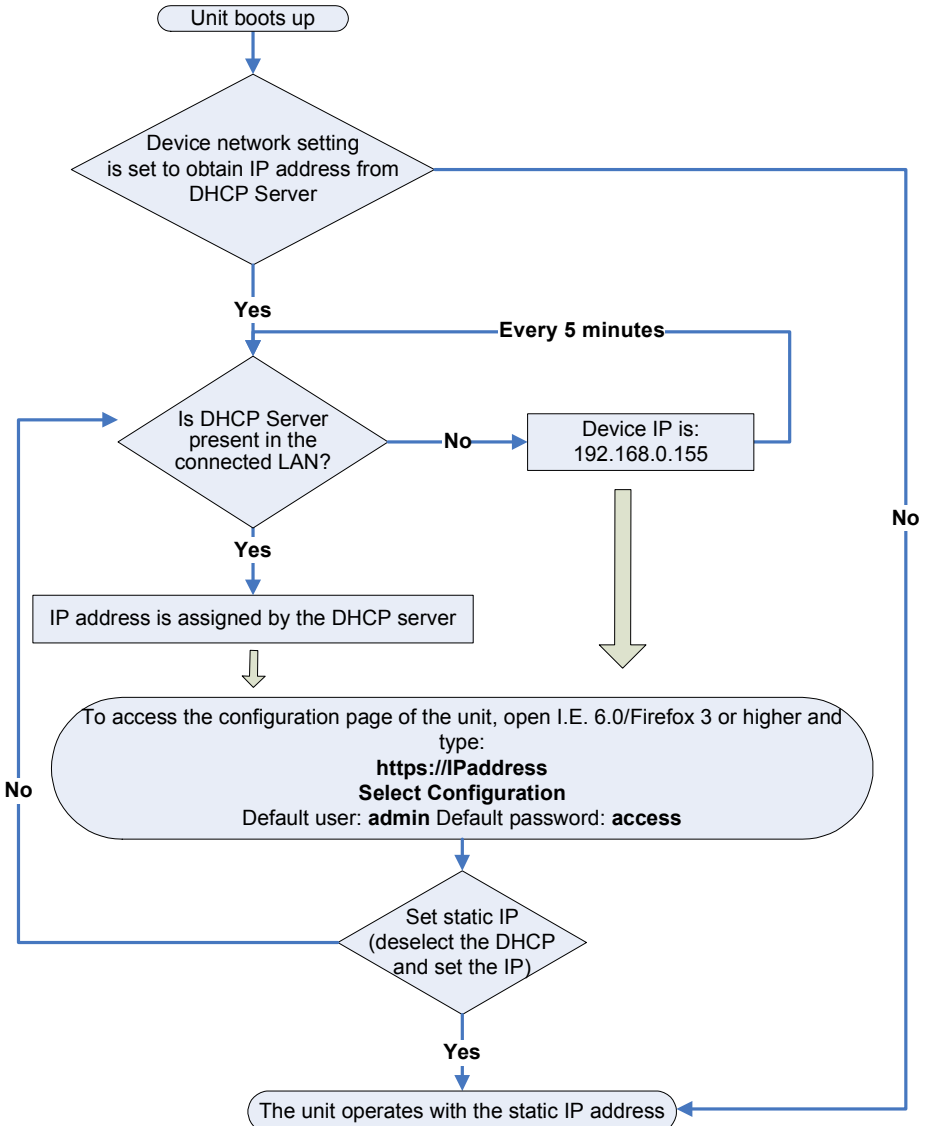 Unit boots up
Device network setting
is set to obtain IP address from
DHCP Server
Yes
Every 5 minutes
Is DHCP Server
present in the
connected LAN?
No
Device IP is:
192.168.0.155
No
Yes
IP address is assigned by the DHCP server
To access the configuration page of the unit, open I.E. 6.0/Firefox 3 or higher and
type:
https://IPaddress
Select Configuration
Default user: admin Default password: access
No
Set static IP
(deselect the DHCP
and set the IP)
Yes
The unit operates with the static IP address